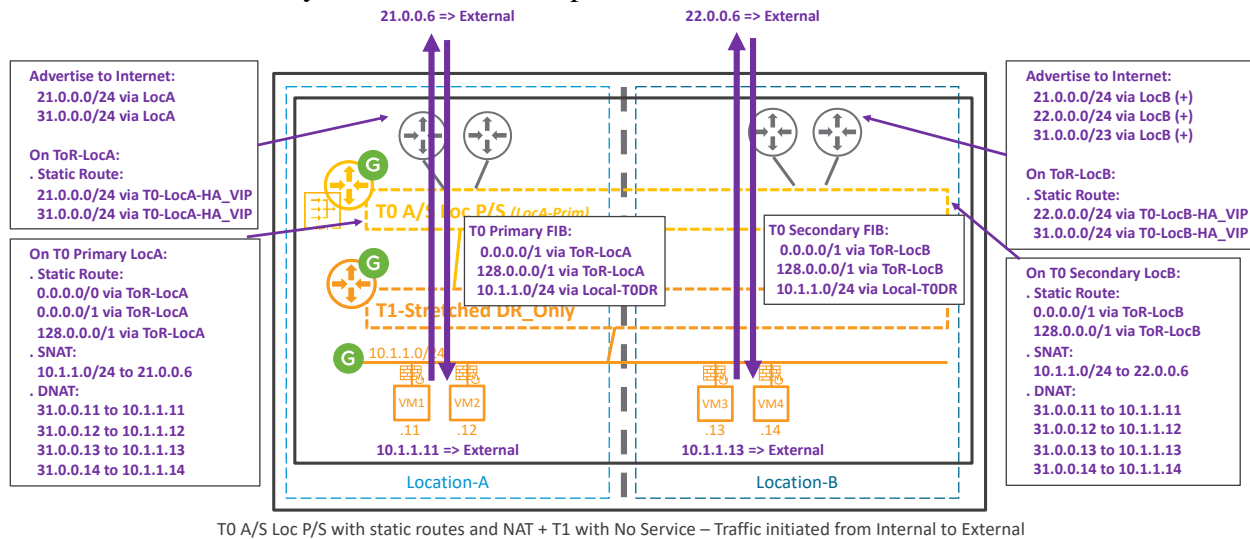 21.0.0.6 => External
22.0.0.6 => External
Advertise to Internet:
21.0.0.0/24 via LocA
31.0.0.0/24 via LocA
On ToR-LocA:
. Static Route:
21.0.0.0/24 via T0-LocA-HA_VIP
31.0.0.0/24 via T0-LocA-HA_VIP
On T0 Primary LocA:
. Static Route:
0.0.0.0/0 via ToR-LocA
0.0.0.0/1 via ToR-LocA
128.0.0.0/1 via ToR-LocA
. SNAT:
10.1.1.0/24 to 21.0.0.6
. DNAT:
31.0.0.11 to 10.1.1.11
31.0.0.12 to 10.1.1.12
31.0.0.13 to 10.1.1.13
31.0.0.14 to 10.1.1.14
G
T0 A/S Loc P/S (LocA-Prim)
T0 Primary FIB:
0.0.0.0/1 via ToR-LocA
128.0.0.0/1 via ToR-LocA
10.1.1.0/24 via Local-T0DR
T0 Secondary FIB:
0.0.0.0/1 via ToR-LocB
128.0.0.0/1 via ToR-LocB
10.1.1.0/24 via Local-T0DR
G
T1-Stretched DR_Only
G
10.1.1.0/24
VM1
VM2
VM3
VM4
.11
.12
.13
.14
10.1.1.11 => External
10.1.1.13 => External
Location-A
Location-B
Advertise to Internet:
21.0.0.0/24 via LocB (+)
22.0.0.0/24 via LocB (+)
31.0.0.0/23 via LocB (+)
On ToR-LocB:
. Static Route:
22.0.0.0/24 via T0-LocB-HA_VIP
31.0.0.0/24 via T0-LocB-HA_VIP
On T0 Secondary LocB:
. Static Route:
0.0.0.0/1 via ToR-LocB
128.0.0.0/1 via ToR-LocB
. SNAT:
10.1.1.0/24 to 22.0.0.6
. DNAT:
31.0.0.11 to 10.1.1.11
31.0.0.12 to 10.1.1.12
31.0.0.13 to 10.1.1.13
31.0.0.14 to 10.1.1.14
T0 A/S Loc P/S with static routes and NAT + T1 with No Service – Traffic initiated from Internal to External